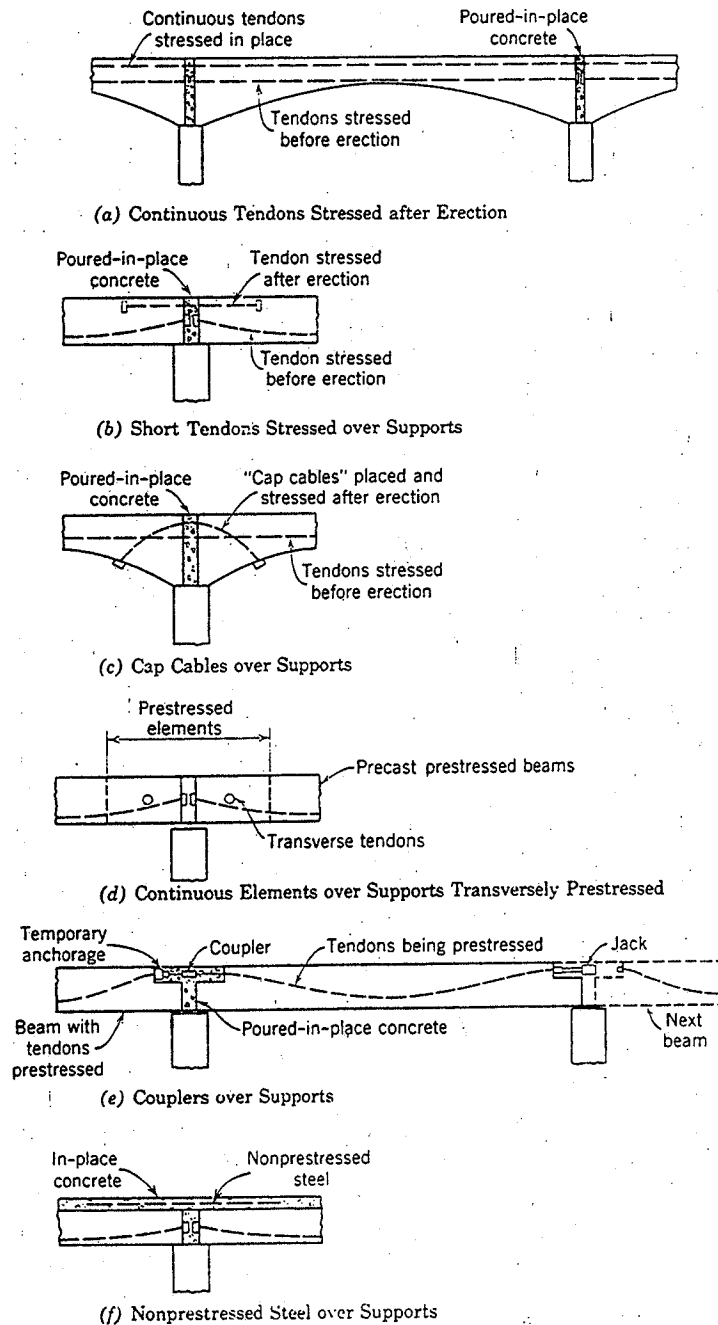 Continuous tendons
stressed in place
Poured-in-place
concrete
Tendons stressed
before erection
(a) Continuous Tendons Stressed after Erection
Poured-in-place
concrete
Tendon stressed
after erection
Tendon stressed
before erection
(b) Short Tendons Stressed over Supports
Poured-in-place
concrete
"Cap cables" placed and
stressed after erection
Tendons stressed
before erection
(c) Cap Cables over Supports
Prestressed
elements
Precast prestressed beams
Transverse tendons
(d) Continuous Elements over Supports Transversely Prestressed
Temporary
anchorage
Coupler
Tendons being prestressed
Jack
Beam with
tendons
prestressed
Poured-in-place concrete
Next
beam
(e) Couplers over Supports
In-place
concrete
Nonprestressed
steel
(f) Nonprestressed Steel over Supports